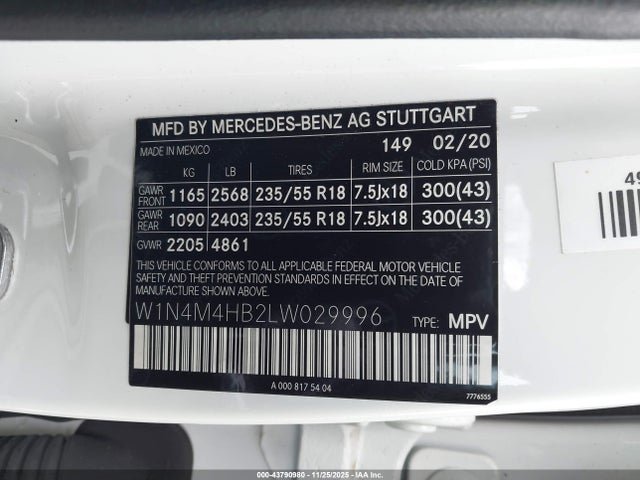 MFD BY MERCEDES-BENZ AG STUTTGART
MADE IN MEXICO 149 02/20
KG LB TIRES RIM SIZE COLD KPA(PSI)
GAWR FRONT 1165 2568 235/55 R18 7.5Jx18 300(43)
GAWR REAR 1090 2403 235/55 R18 7.5Jx18 300(43)
GVWR 2205 4861
THIS VEHICLE CONFORMS TO ALL APPLICABLE FEDERAL MOTOR VEHICLE
SAFETY AND THEFT PREVENTION STANDARDS IN EFFECT ON THE DATE OF
MANUFACTURE SHOWN ABOVE.
W1N4M4HB2LW029996 TYPE: MPV
A 000 817 54 04
7776555
49
000-43790980 - 11/25/2025 - copart.com